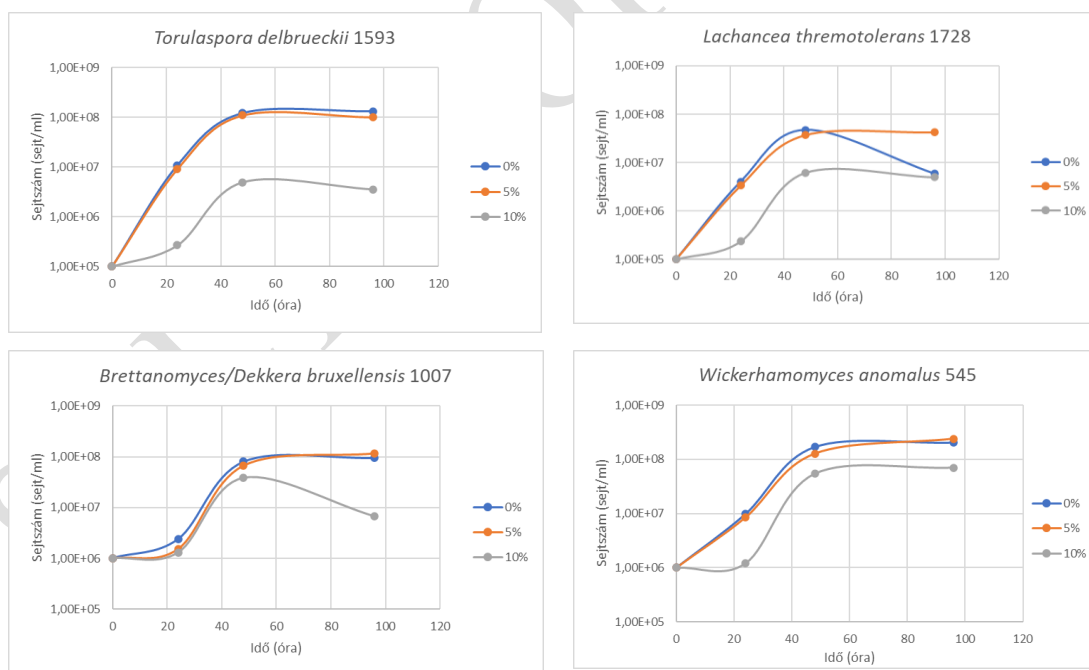 Torulaspora delbrueckii 1593
Sejtszám (sejt/ml)
1,00E+09
1,00E+08
1,00E+07
1,00E+06
1,00E+05
0 20 40 60 80 100 120
Idő (óra)
0%
5%
10%
Lachancea thremotolerans 1728
Sejtszám (sejt/ml)
1,00E+09
1,00E+08
1,00E+07
1,00E+06
1,00E+05
0 20 40 60 80 100 120
Idő (óra)
0%
5%
10%
Brettanomyces/Dekkera bruxellensis 1007
Sejtszám (sejt/ml)
1,00E+09
1,00E+08
1,00E+07
1,00E+06
1,00E+05
0 20 40 60 80 100 120
Idő (óra)
0%
5%
10%
Wickerhamomyces anomalus 545
Sejtszám (sejt/ml)
1,00E+09
1,00E+08
1,00E+07
1,00E+06
1,00E+05
0 20 40 60 80 100 120
Idő (óra)
0%
5%
10%